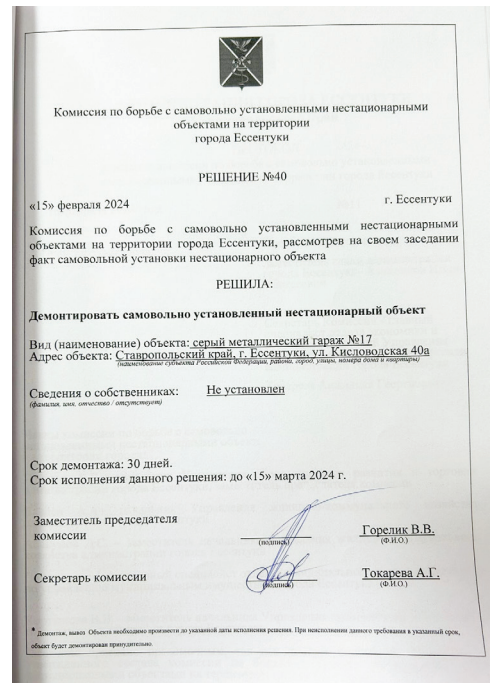 Комиссия по борьбе с самовольно установленными нестационарными
объектами на территории
города Ессентуки
РЕШЕНИЕ №40
«15» февраля 2024
г. Ессентуки
Комиссия по борьбе с самовольно установленными нестационарными
объектами на территории города Ессентуки, рассмотрев на своем заседании
факт самовольной установки нестационарного объекта
РЕШИЛА:
Демонтировать самовольно установленный нестационарный объект
Вид (наименование) объекта: серый металлический гараж №17
Адрес объекта: Ставропольский край, г. Ессентуки, ул. Кисловодская 40а
(наименование субъекта Российской Федерации, района, город, улицы, номера дома и квартиры)
Сведения о собственниках: Не установлен
(фамилия, имя, отчество / отсутствует)
Срок демонтажа: 30 дней.
Срок исполнения данного решения: до «15» марта 2024 г.
Заместитель председателя
комиссии
(подпись)
Горелик В.В.
(Ф.И.О.)
Секретарь комиссии
(подпись)
Токарева А.Г.
(Ф.И.О.)
* Демонтаж, вывоз Объекта необходимо произвести до указанной даты исполнения решения. При неисполнении данного требования в указанный срок,
объект будет демонтирован принудительно.